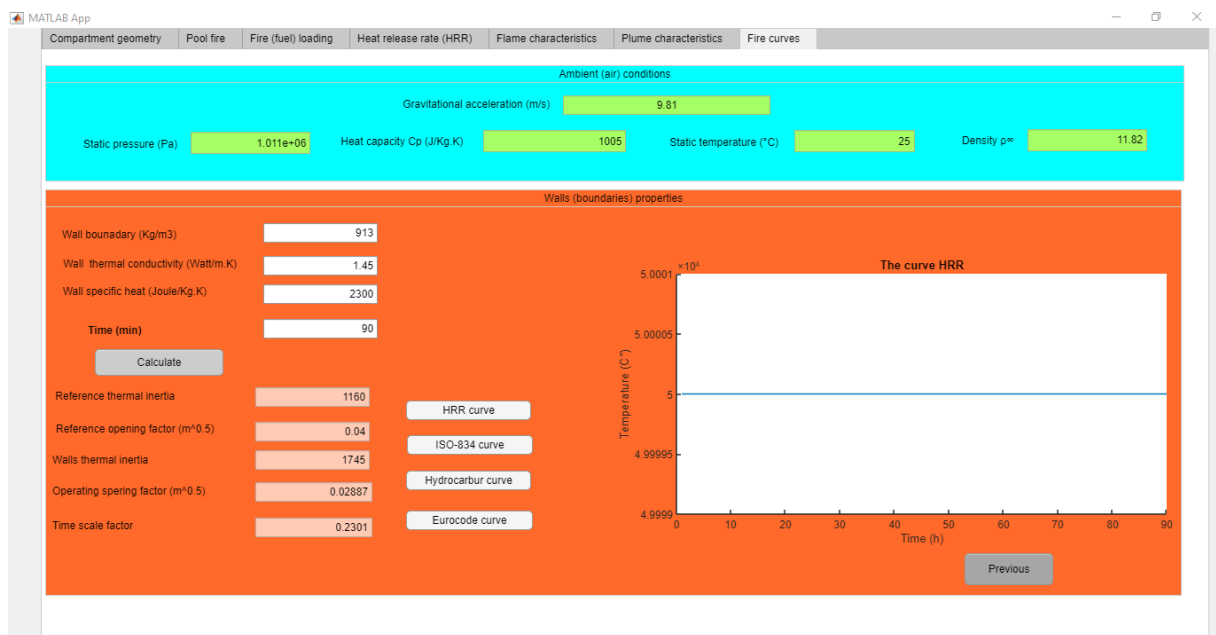 MATLAB App
Compartment geometry Pool fire Fire (fuel) loading Heat release rate (HRR) Flame characteristics Plume characteristics Fire curves
Ambient (air) conditions
Gravitational acceleration (m/s) 9.81
Static pressure (Pa) 1.011e+06 Heat capacity Cp (J/Kg.K) 1005 Static temperature (°C) 25 Density ρ∞ 11.82
Walls (boundaries) properties
Wall bounadary (Kg/m3) 913
Wall thermal conductivity (Watt/m.K) 1.45
Wall specific heat (Joule/Kg.K) 2300
Time (min) 90
Calculate
Reference thermal inertia 1160
Reference opening factor (m^0.5) 0.04
Walls thermal inertia 1745
Operating spering factor (m^0.5) 0.02887
Time scale factor 0.2301
HRR curve
ISO-834 curve
Hydrocarbur curve
Eurocode curve
The curve HRR
×10⁴
5.0001
5.00005
5
4.99995
4.9999
Temperature (C°)
0 10 20 30 40 50 60 70 80 90
Time (h)
Previous